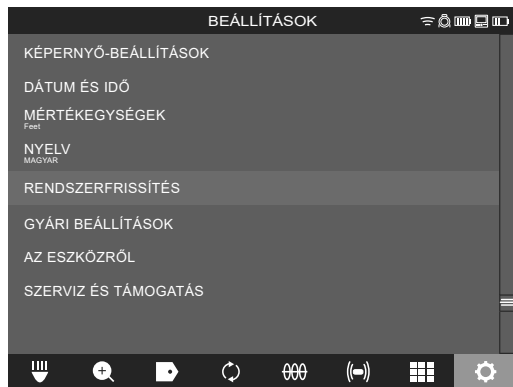 BEÁLLÍTÁSOK
KÉPERNYŐ-BEÁLLÍTÁSOK
DÁTUM ÉS IDŐ
MÉRTÉKEGYSÉGEK
Feet
NYELV
MAGYAR
RENDSZERFRISSÍTÉS
GYÁRI BEÁLLÍTÁSOK
AZ ESZKÖZRŐL
SZERVIZ ÉS TÁMOGATÁS